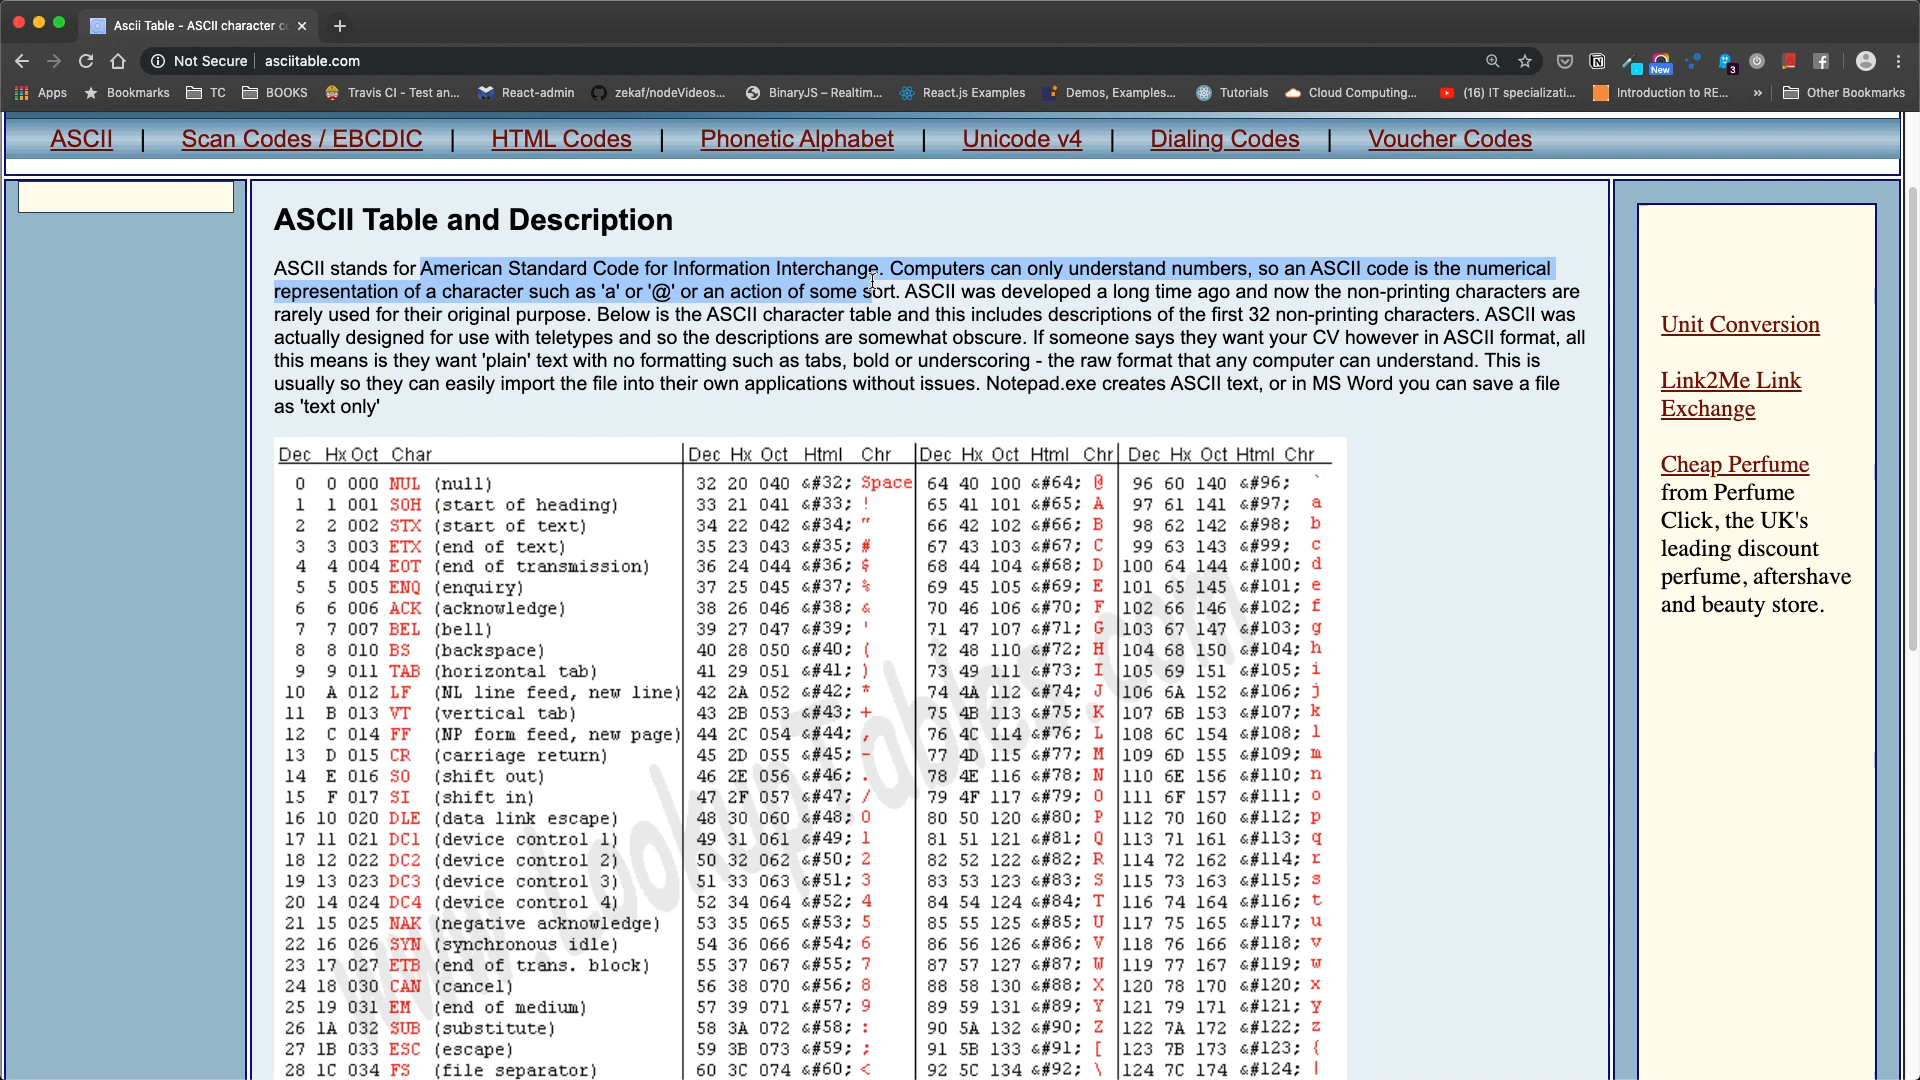 Ascii Table - ASCII character c
Not Secure | asciitable.com
New
3
Apps Bookmarks TC BOOKS Travis CI - Test an... React-admin zekaf/nodeVideos... BinaryJS – Realtim... React.js Examples Demos, Examples... Tutorials Cloud Computing... (16) IT specializati... Introduction to RE... » Other Bookmarks
ASCII | Scan Codes / EBCDIC | HTML Codes | Phonetic Alphabet | Unicode v4 | Dialing Codes | Voucher Codes
ASCII Table and Description
ASCII stands for American Standard Code for Information Interchange. Computers can only understand numbers, so an ASCII code is the numerical
representation of a character such as 'a' or '@' or an action of some sort. ASCII was developed a long time ago and now the non-printing characters are
rarely used for their original purpose. Below is the ASCII character table and this includes descriptions of the first 32 non-printing characters. ASCII was
actually designed for use with teletypes and so the descriptions are somewhat obscure. If someone says they want your CV however in ASCII format, all
this means is they want 'plain' text with no formatting such as tabs, bold or underscoring - the raw format that any computer can understand. This is
usually so they can easily import the file into their own applications without issues. Notepad.exe creates ASCII text, or in MS Word you can save a file
as 'text only'
Dec Hx Oct Char Dec Hx Oct Html Chr Dec Hx Oct Html Chr Dec Hx Oct Html Chr
0 0 000 NUL (null) 32 20 040 &#32; Space 64 40 100 &#64; @ 96 60 140 &#96; `
1 1 001 SOH (start of heading) 33 21 041 &#33; ! 65 41 101 &#65; A 97 61 141 &#97; a
2 2 002 STX (start of text) 34 22 042 &#34; " 66 42 102 &#66; B 98 62 142 &#98; b
3 3 003 ETX (end of text) 35 23 043 &#35; # 67 43 103 &#67; C 99 63 143 &#99; c
4 4 004 EOT (end of transmission) 36 24 044 &#36; $ 68 44 104 &#68; D 100 64 144 &#100; d
5 5 005 ENQ (enquiry) 37 25 045 &#37; % 69 45 105 &#69; E 101 65 145 &#101; e
6 6 006 ACK (acknowledge) 38 26 046 &#38; & 70 46 106 &#70; F 102 66 146 &#102; f
7 7 007 BEL (bell) 39 27 047 &#39; ' 71 47 107 &#71; G 103 67 147 &#103; g
8 8 010 BS (backspace) 40 28 050 &#40; ( 72 48 110 &#72; H 104 68 150 &#104; h
9 9 011 TAB (horizontal tab) 41 29 051 &#41; ) 73 49 111 &#73; I 105 69 151 &#105; i
10 A 012 LF (NL line feed, new line) 42 2A 052 &#42; * 74 4A 112 &#74; J 106 6A 152 &#106; j
11 B 013 VT (vertical tab) 43 2B 053 &#43; + 75 4B 113 &#75; K 107 6B 153 &#107; k
12 C 014 FF (NP form feed, new page) 44 2C 054 &#44; , 76 4C 114 &#76; L 108 6C 154 &#108; l
13 D 015 CR (carriage return) 45 2D 055 &#45; - 77 4D 115 &#77; M 109 6D 155 &#109; m
14 E 016 SO (shift out) 46 2E 056 &#46; . 78 4E 116 &#78; N 110 6E 156 &#110; n
15 F 017 SI (shift in) 47 2F 057 &#47; / 79 4F 117 &#79; O 111 6F 157 &#111; o
16 10 020 DLE (data link escape) 48 30 060 &#48; 0 80 50 120 &#80; P 112 70 160 &#112; p
17 11 021 DC1 (device control 1) 49 31 061 &#49; 1 81 51 121 &#81; Q 113 71 161 &#113; q
18 12 022 DC2 (device control 2) 50 32 062 &#50; 2 82 52 122 &#82; R 114 72 162 &#114; r
19 13 023 DC3 (device control 3) 51 33 063 &#51; 3 83 53 123 &#83; S 115 73 163 &#115; s
20 14 024 DC4 (device control 4) 52 34 064 &#52; 4 84 54 124 &#84; T 116 74 164 &#116; t
21 15 025 NAK (negative acknowledge) 53 35 065 &#53; 5 85 55 125 &#85; U 117 75 165 &#117; u
22 16 026 SYN (synchronous idle) 54 36 066 &#54; 6 86 56 126 &#86; V 118 76 166 &#118; v
23 17 027 ETB (end of trans. block) 55 37 067 &#55; 7 87 57 127 &#87; W 119 77 167 &#119; w
24 18 030 CAN (cancel) 56 38 070 &#56; 8 88 58 130 &#88; X 120 78 170 &#120; x
25 19 031 EM (end of medium) 57 39 071 &#57; 9 89 59 131 &#89; Y 121 79 171 &#121; y
26 1A 032 SUB (substitute) 58 3A 072 &#58; : 90 5A 132 &#90; Z 122 7A 172 &#122; z
27 1B 033 ESC (escape) 59 3B 073 &#59; ; 91 5B 133 &#91; [ 123 7B 173 &#123; {
28 1C 034 FS (file separator) 60 3C 074 &#60; < 92 5C 134 &#92; \ 124 7C 174 &#124; |
www.LookupTables.com
Unit Conversion
Link2Me Link
Exchange
Cheap Perfume
from Perfume
Click, the UK's
leading discount
perfume, aftershave
and beauty store.